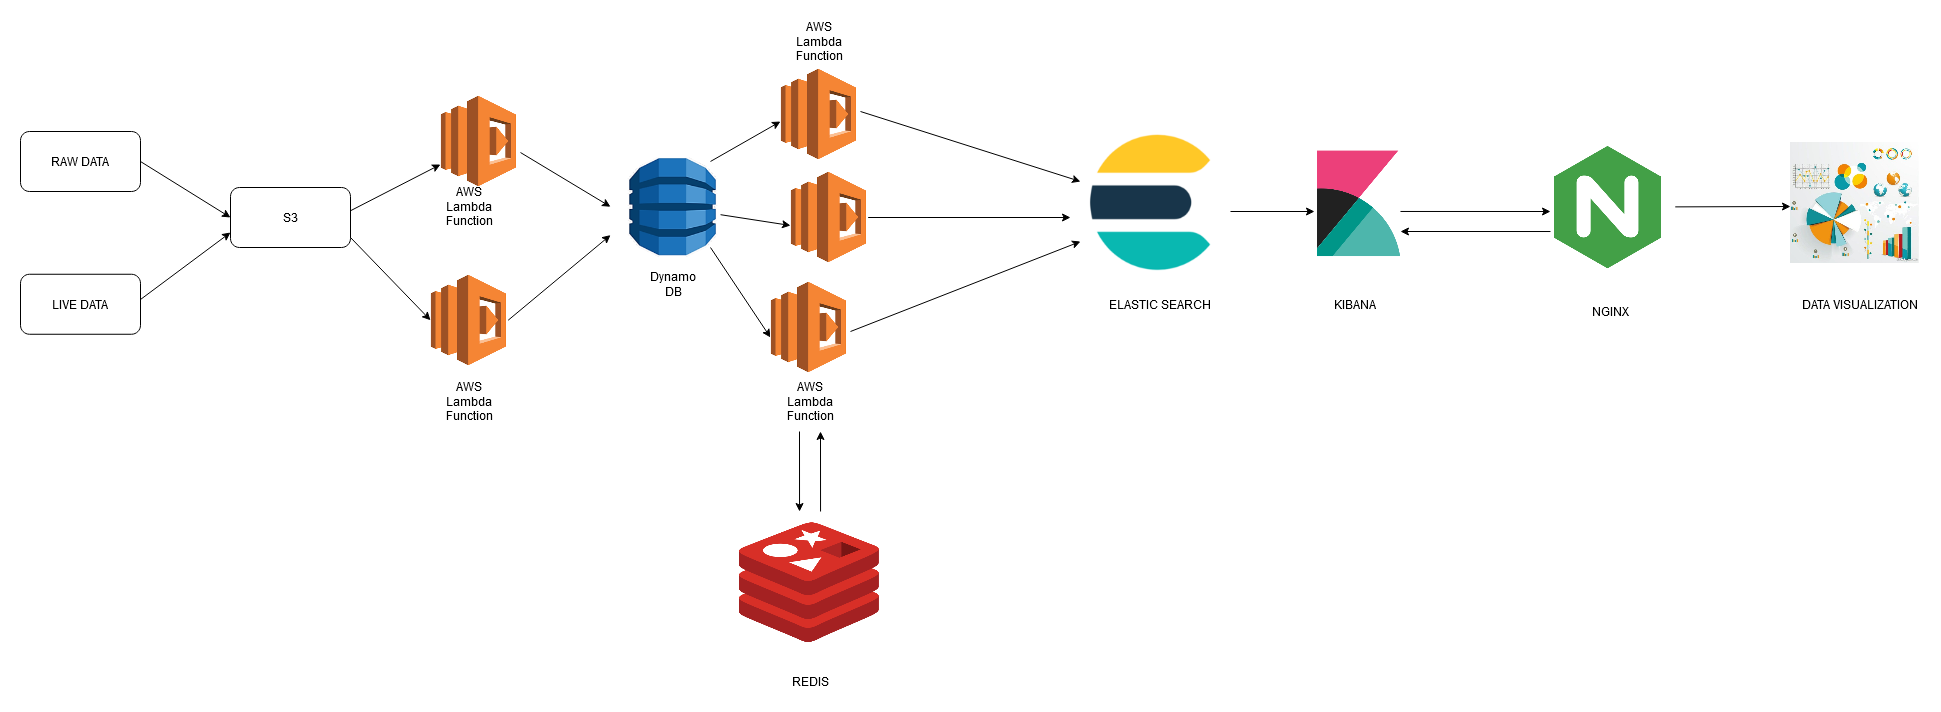 RAW DATA
LIVE DATA
S3
AWS
Lambda
Function
AWS
Lambda
Function
Dynamo
DB
AWS
Lambda
Function
AWS
Lambda
Function
REDIS
ELASTIC SEARCH
KIBANA
N
NGINX
DATA VISUALIZATION